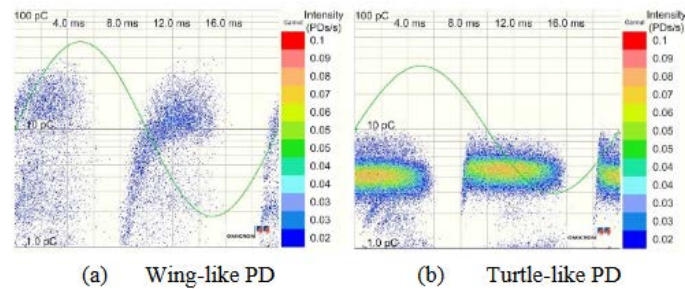 100 pC 4.0 ms 8.0 ms 12.0 ms 16.0 ms
Intensity (PDs/s)
0.1
0.09
0.08
0.06
0.05
0.05
0.04
0.04
0.03
0.03
0.02
10 pC
1.0 pC
OMICRON
100 pC 4.0 ms 8.0 ms 12.0 ms 16.0 ms
Intensity (PDs/s)
0.1
0.09
0.08
0.06
0.05
0.05
0.04
0.04
0.03
0.03
0.02
10 pC
1.0 pC
OMICRON
(a) Wing-like PD
(b) Turtle-like PD